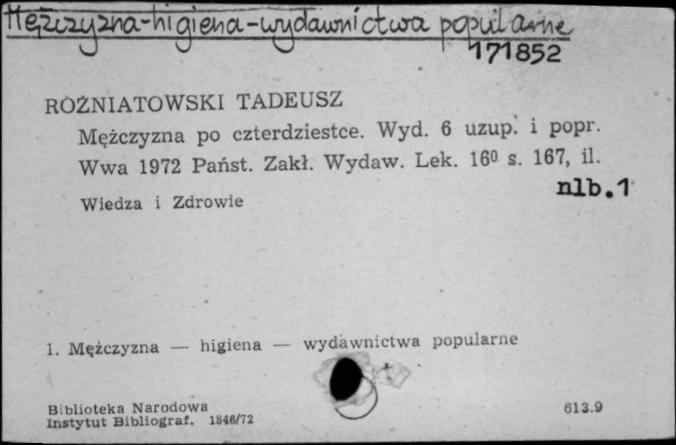 Mężczyzna-higiena-wydawnictwa popularne
171852
ROŻNIATOWSKI TADEUSZ
Mężczyzna po czterdziestce. Wyd. 6 uzup. i popr.
Wwa 1972 Państ. Zakł. Wydaw. Lek. 16⁰ s. 167, il.
nlb.1
Wiedza i Zdrowie
1. Mężczyzna — higiena — wydawnictwa popularne
Biblioteka Narodowa
Instytut Bibliograf. 1846/72
613.9